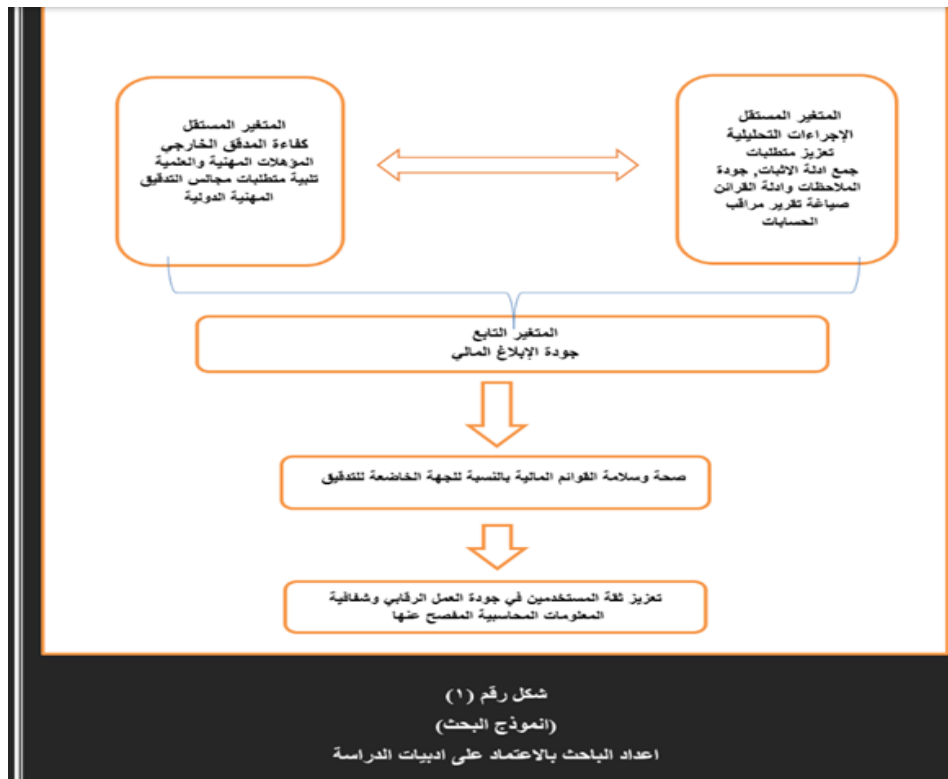 المتغير المستقل
الإجراءات التحليلية
تعزيز متطلبات
جمع ادلة الاثبات, جودة
الملاحظات وادلة القرائن
صياغة تقرير مراقب
الحسابات
المتغير المستقل
كفاءة المدقق الخارجي
المؤهلات المهنية والعلمية
تلبية متطلبات مجالس التدقيق
المهنية الدولية
المتغير التابع
جودة الإبلاغ المالي
صحة وسلامة القوائم المالية بالنسبة للجهة الخاضعة للتدقيق
تعزيز ثقة المستخدمين في جودة العمل الرقابي وشفافية
المعلومات المحاسبية المفصح عنها
شكل رقم (١)
(انموذج البحث)
اعداد الباحث بالاعتماد على ادبيات الدراسة